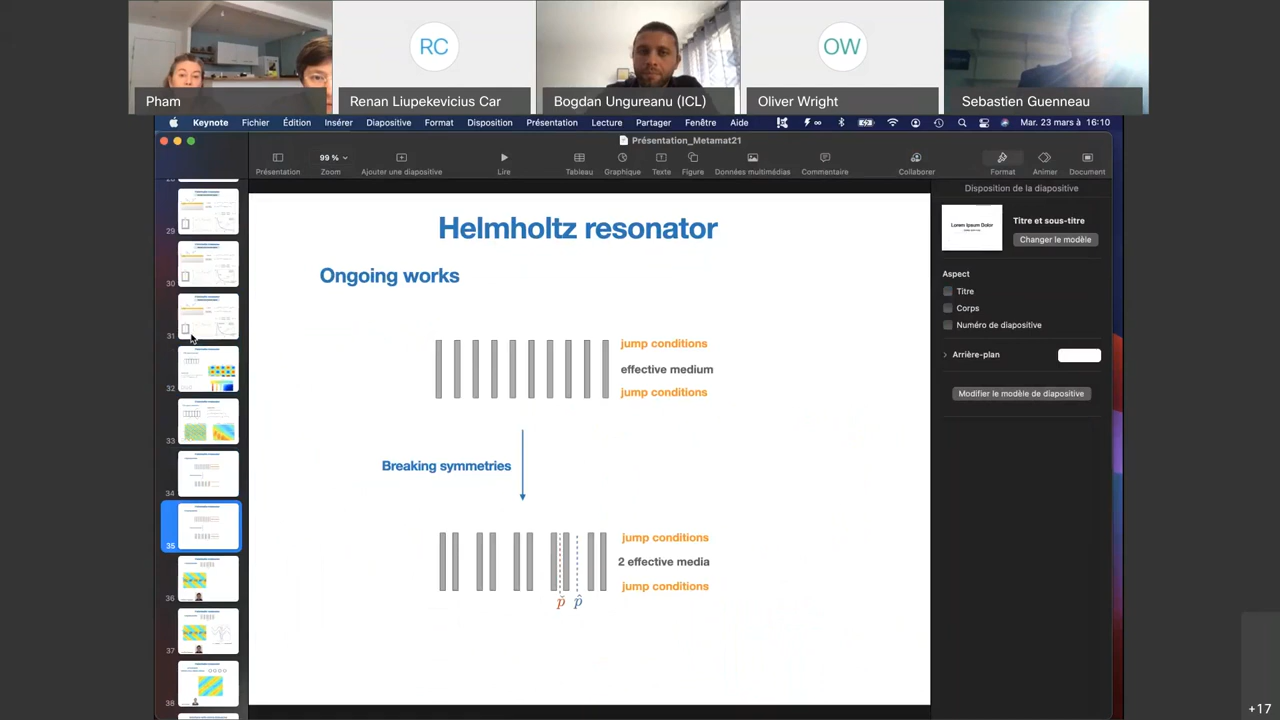 RC
OW
Pham
Renan Liupekevicius Car
Bogdan Ungureanu (ICL)
Oliver Wright
Sebastien Guenneau
Keynote Fichier Édition Insérer Diapositive Format Disposition Présentation Lecture Partager Fenêtre Aide Mar. 23 mars à 16:10
Présentation_Metamat21
99 %
Présentation Zoom Ajouter une diapositive Lire Tableau Graphique Texte Figure Données multimédias Commentaire Collaborer Format Animer Document
Disposition de la diapositive
Lorem Ipsum Dolor
Titre et sous-titre
Changer le modèle
Aspect
Titre
Corps
Numéro de diapositive
Arrière-plan
Modifier le modèle de diapositive
29
30
31
32
33
34
35
36
37
38
Helmholtz resonator
Ongoing works
jump conditions
effective medium
jump conditions
Breaking symmetries
jump conditions
2 effective media
jump conditions
p̌ p̂
+17